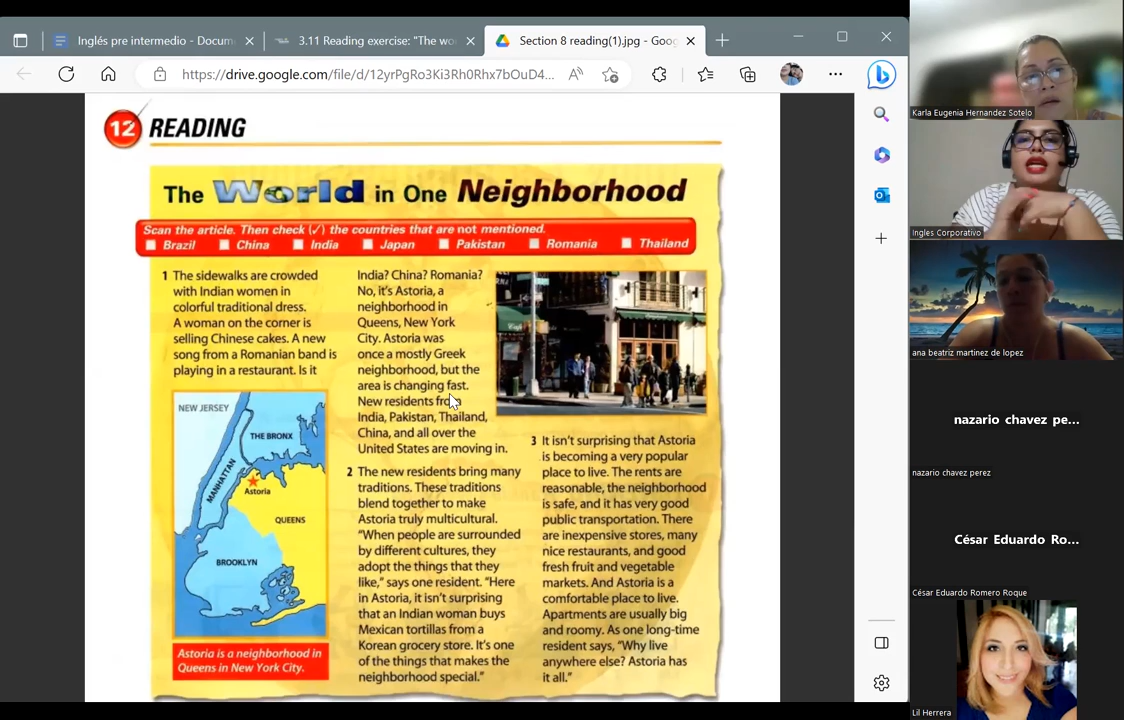 Inglés pre intermedio - Docum
3.11 Reading exercise: "The wo
Section 8 reading(1).jpg - Goog
https://drive.google.com/file/d/12yrPgRo3Ki3Rh0Rhx7bOuD4...
12 READING
The World in One Neighborhood
Scan the article. Then check (✓) the countries that are not mentioned.
Brazil China India Japan Pakistan Romania Thailand
1 The sidewalks are crowded
with Indian women in
colorful traditional dress.
A woman on the corner is
selling Chinese cakes. A new
song from a Romanian band is
playing in a restaurant. Is it
India? China? Romania?
No, it's Astoria, a
neighborhood in
Queens, New York
City. Astoria was
once a mostly Greek
neighborhood, but the
area is changing fast.
New residents from
India, Pakistan, Thailand,
China, and all over the
United States are moving in.
2 The new residents bring many
traditions. These traditions
blend together to make
Astoria truly multicultural.
"When people are surrounded
by different cultures, they
adopt the things that they
like," says one resident. "Here
in Astoria, it isn't surprising
that an Indian woman buys
Mexican tortillas from a
Korean grocery store. It's one
of the things that makes the
neighborhood special."
3 It isn't surprising that Astoria
is becoming a very popular
place to live. The rents are
reasonable, the neighborhood
is safe, and it has very good
public transportation. There
are inexpensive stores, many
nice restaurants, and good
fresh fruit and vegetable
markets. And Astoria is a
comfortable place to live.
Apartments are usually big
and roomy. As one long-time
resident says, "Why live
anywhere else? Astoria has
it all."
NEW JERSEY
THE BRONX
MANHATTAN
Astoria
QUEENS
BROOKLYN
Astoria is a neighborhood in
Queens in New York City.
Karla Eugenia Hernandez Sotelo
Ingles Corporativo
ana beatriz martinez de lopez
nazario chavez pe...
nazario chavez perez
César Eduardo Ro...
César Eduardo Romero Roque
Lil Herrera